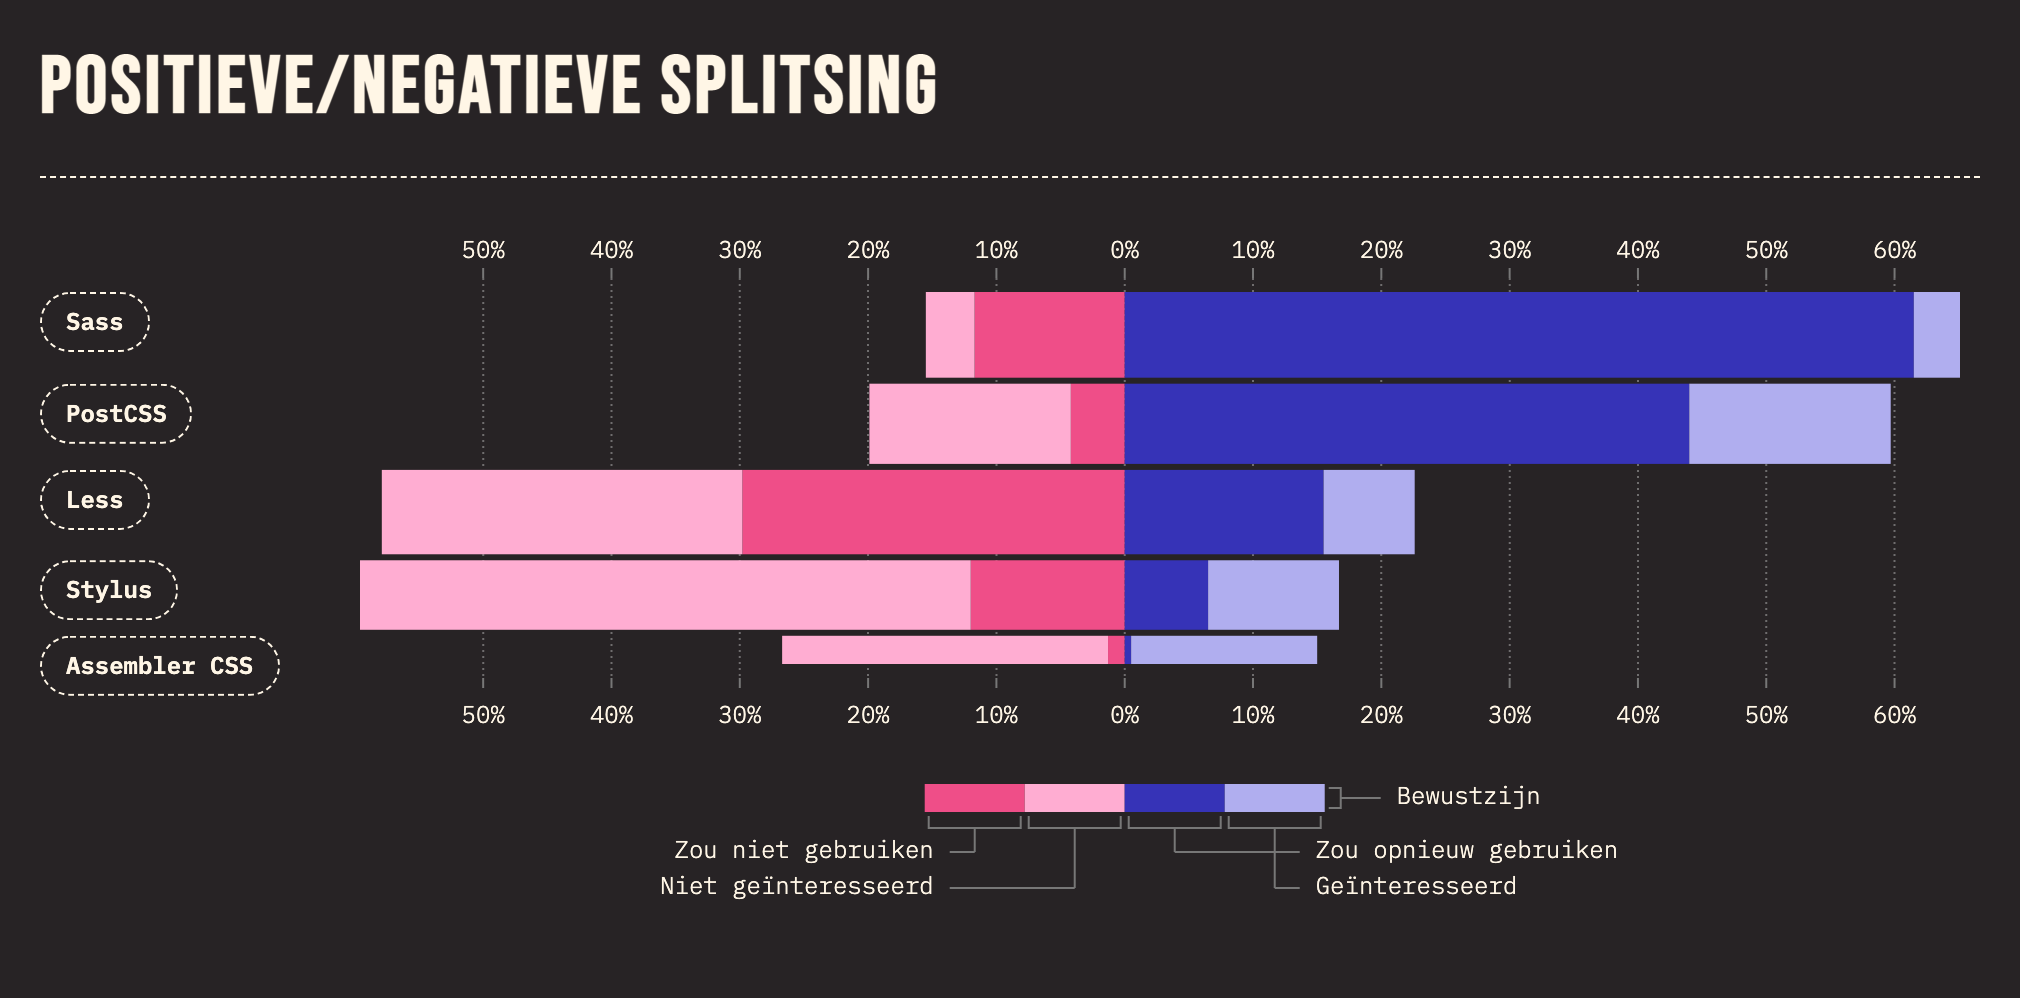 POSITIEVE/NEGATIEVE SPLITSING
50% 40% 30% 20% 10% 0% 10% 20% 30% 40% 50% 60%
Sass
PostCSS
Less
Stylus
Assembler CSS
50% 40% 30% 20% 10% 0% 10% 20% 30% 40% 50% 60%
Bewustzijn
Zou niet gebruiken Zou opnieuw gebruiken
Niet geïnteresseerd Geïnteresseerd